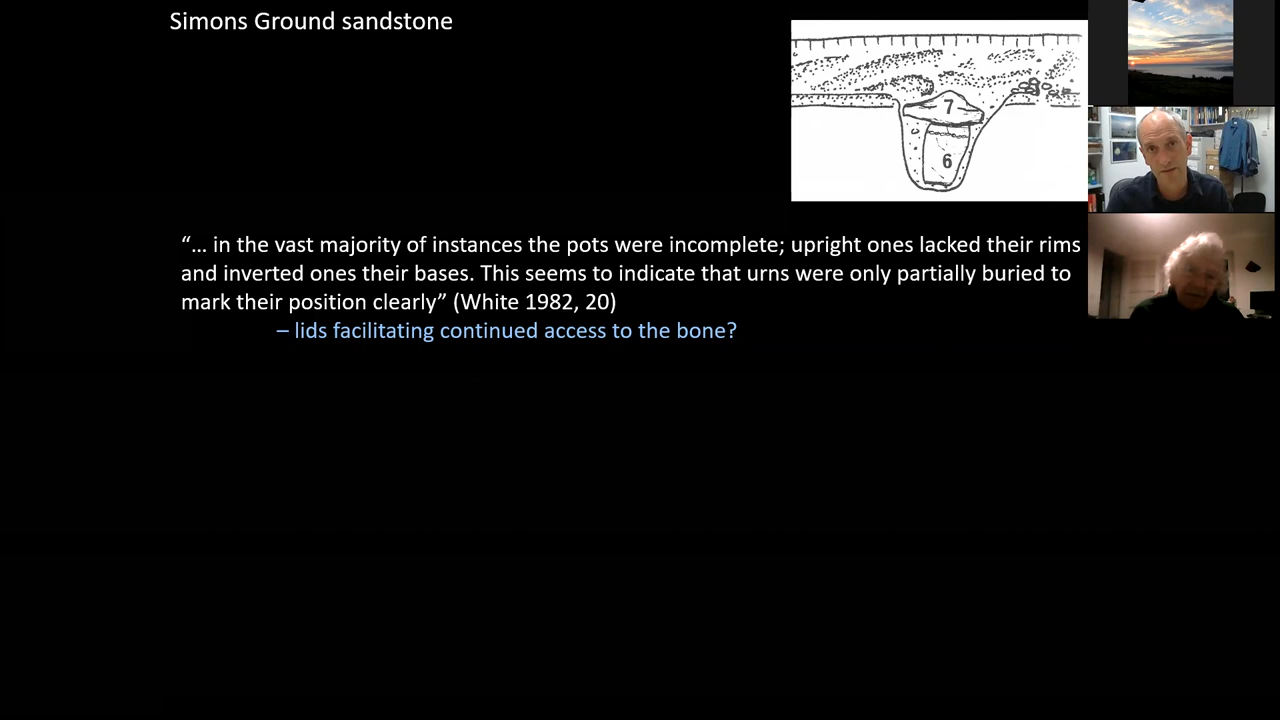 Simons Ground sandstone
7
6
“... in the vast majority of instances the pots were incomplete; upright ones lacked their rims
and inverted ones their bases. This seems to indicate that urns were only partially buried to
mark their position clearly” (White 1982, 20)
– lids facilitating continued access to the bone?